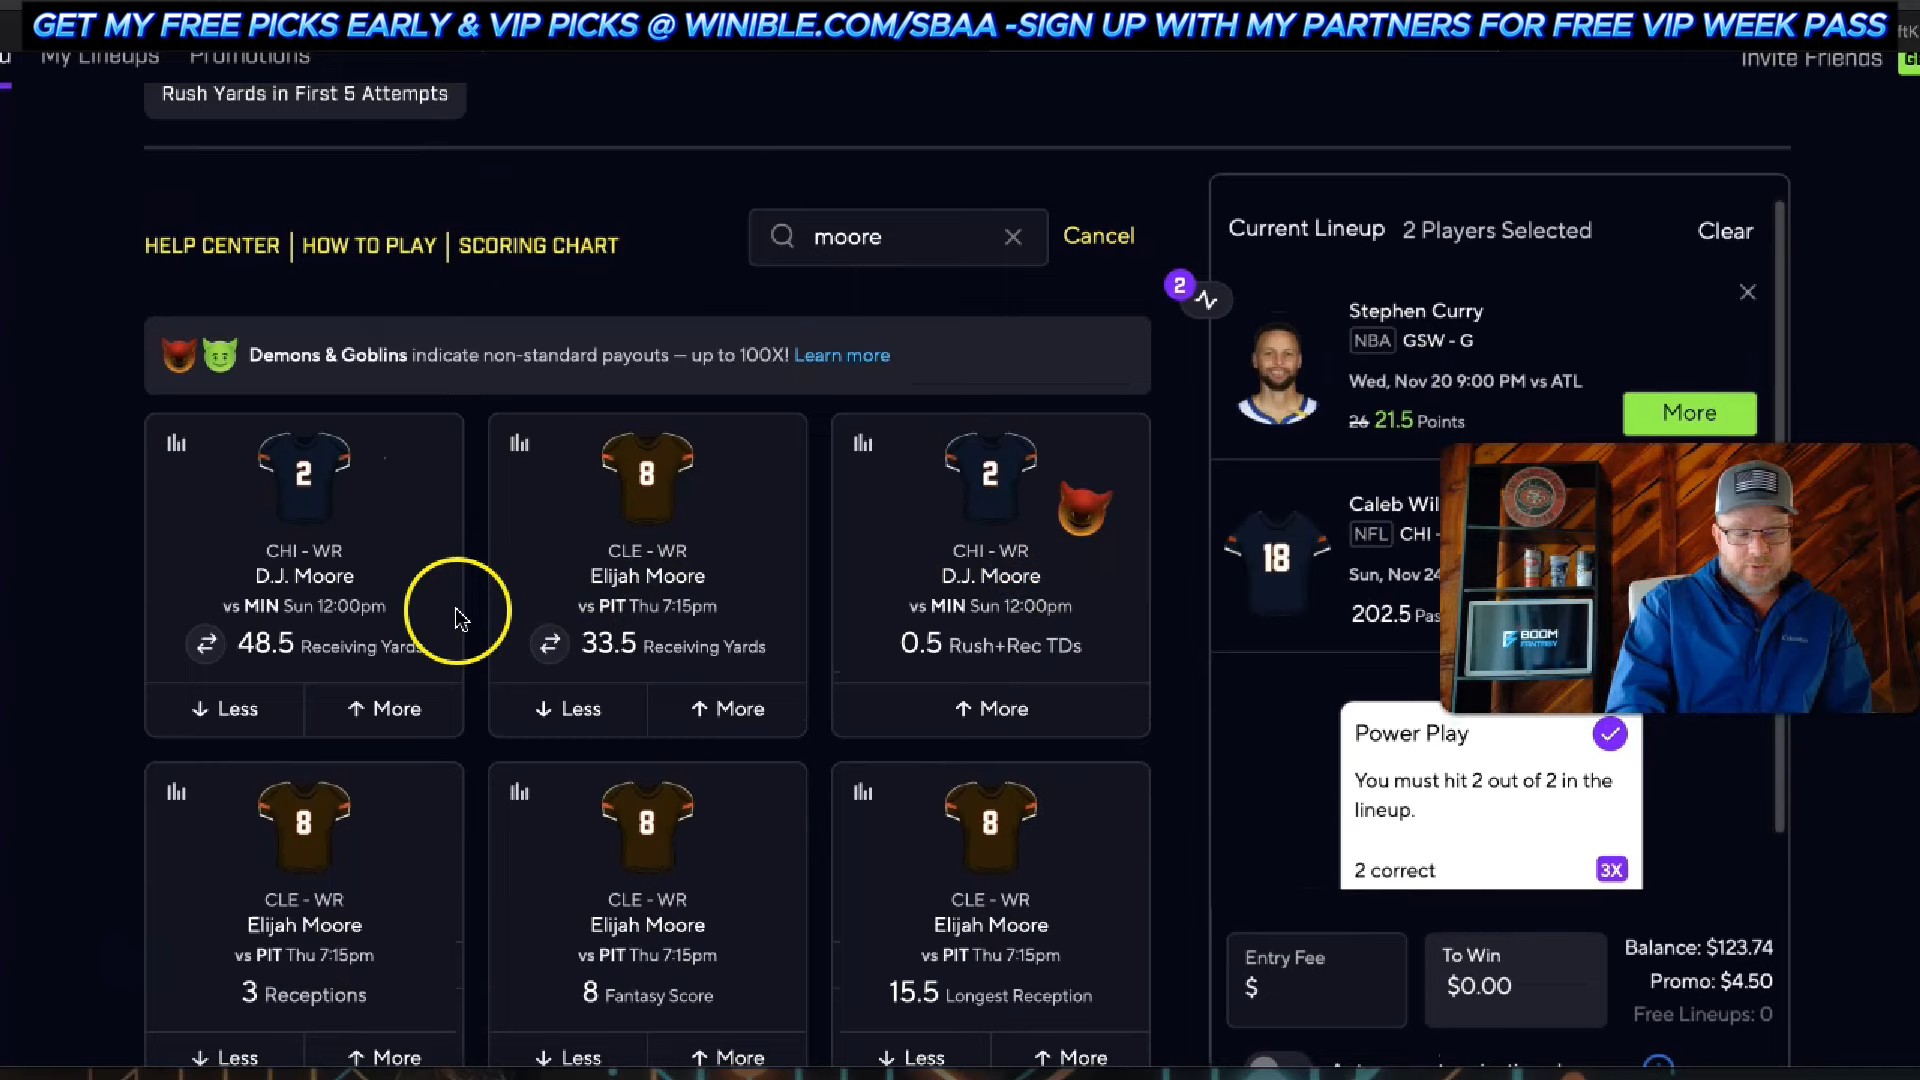 GET MY FREE PICKS EARLY & VIP PICKS @ WINIBLE.COM/SBAA -SIGN UP WITH MY PARTNERS FOR FREE VIP WEEK PASS
My Lineups Promotions Invite Friends
Rush Yards in First 5 Attempts
HELP CENTER | HOW TO PLAY | SCORING CHART
moore
Cancel
Demons & Goblins indicate non-standard payouts – up to 100X! Learn more
2
CHI - WR
D.J. Moore
vs MIN Sun 12:00pm
48.5 Receiving Yards
Less More
8
CLE - WR
Elijah Moore
vs PIT Thu 7:15pm
33.5 Receiving Yards
Less More
2
CHI - WR
D.J. Moore
vs MIN Sun 12:00pm
0.5 Rush+Rec TDs
More
8
CLE - WR
Elijah Moore
vs PIT Thu 7:15pm
3 Receptions
Less More
8
CLE - WR
Elijah Moore
vs PIT Thu 7:15pm
8 Fantasy Score
Less More
8
CLE - WR
Elijah Moore
vs PIT Thu 7:15pm
15.5 Longest Reception
Less More
Current Lineup 2 Players Selected Clear
2
Stephen Curry
NBA GSW - G
Wed, Nov 20 9:00 PM vs ATL
26 21.5 Points
More
18
Caleb Wil
NFL CHI -
Sun, Nov 24
202.5 Pas
BOOM
FANTASY
Power Play
You must hit 2 out of 2 in the
lineup.
2 correct 3X
Entry Fee
$
To Win
$0.00
Balance: $123.74
Promo: $4.50
Free Lineups: 0